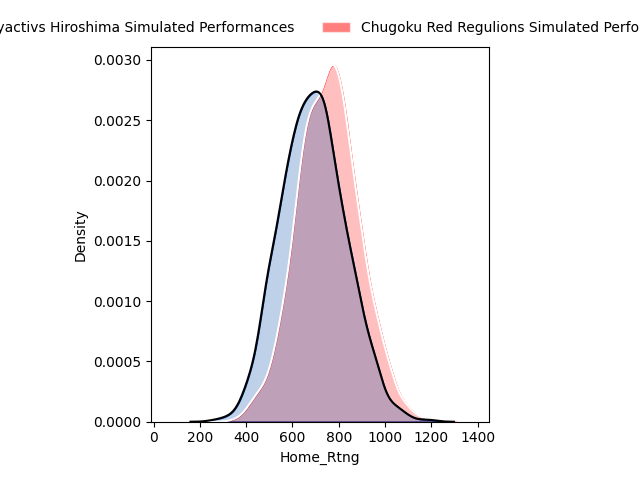 yactivs Hiroshima Simulated Performances
Chugoku Red Regulions Simulated Perfo
0.0030
0.0025
0.0020
0.0015
0.0010
0.0005
0.0000
Density
0 200 400 600 800 1000 1200 1400
Home_Rtng